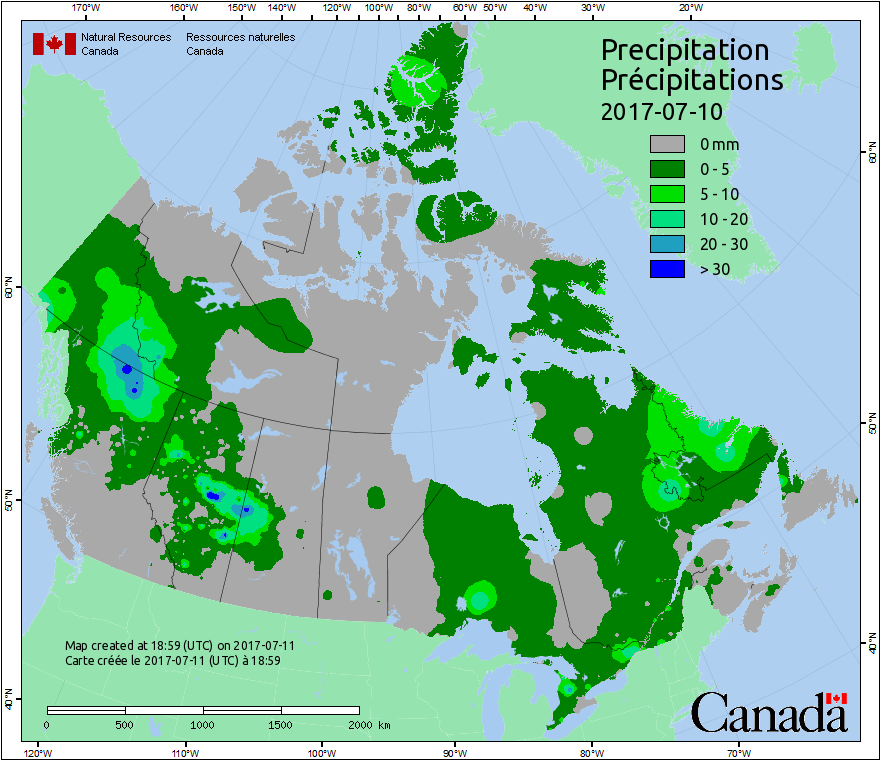 170°W 160°W 150°W 140°W 130°W 120°W 110°W 100°W 90°W 80°W 60°W 50°W 40°W 30°W 20°W
Natural Resources Canada
Ressources naturelles Canada
Precipitation
Précipitations
2017-07-10
0 mm
0 - 5
5 - 10
10 - 20
20 - 30
> 30
60°N
50°N
40°N
60°N
50°N
40°N
Map created at 18:59 (UTC) on 2017-07-11
Carte créée le 2017-07-11 (UTC) à 18:59
0 500 1000 1500 2000 km
Canada
120°W 110°W 100°W 90°W 80°W 70°W